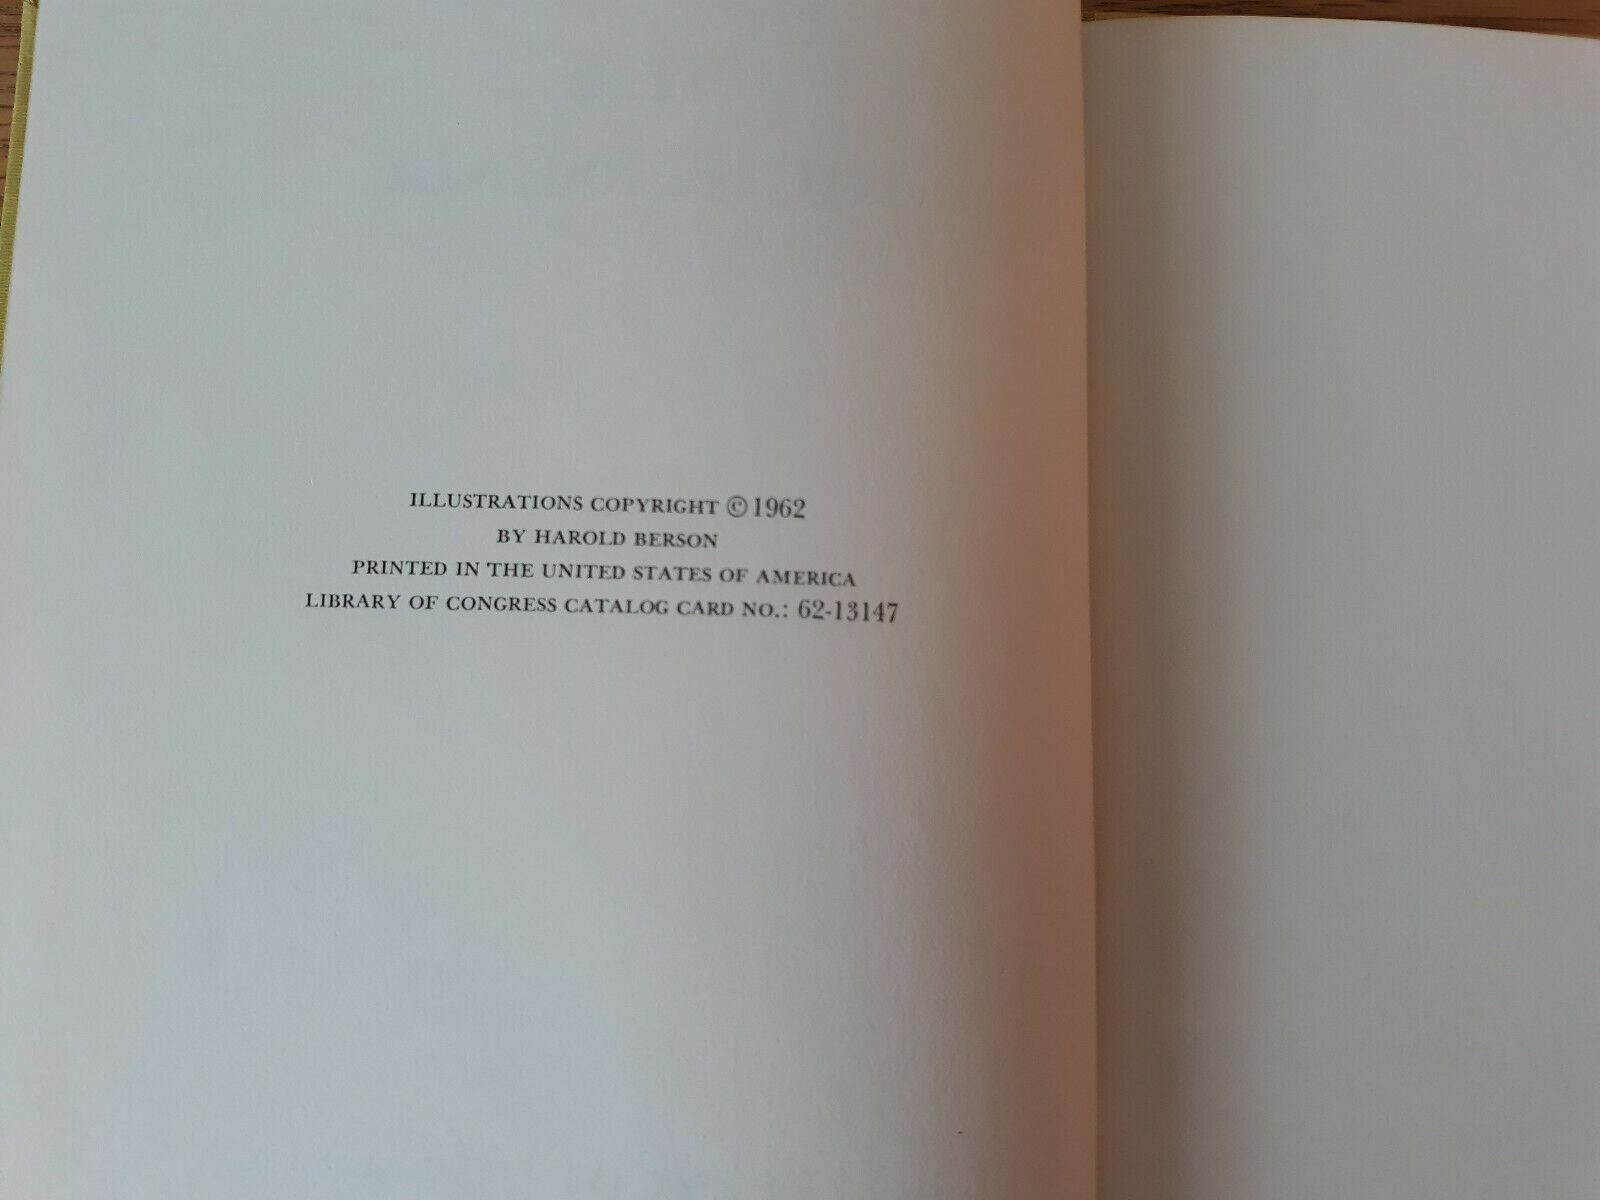 ILLUSTRATIONS COPYRIGHT © 1962
BY HAROLD BERSON
PRINTED IN THE UNITED STATES OF AMERICA
LIBRARY OF CONGRESS CATALOG CARD NO.: 62-13147